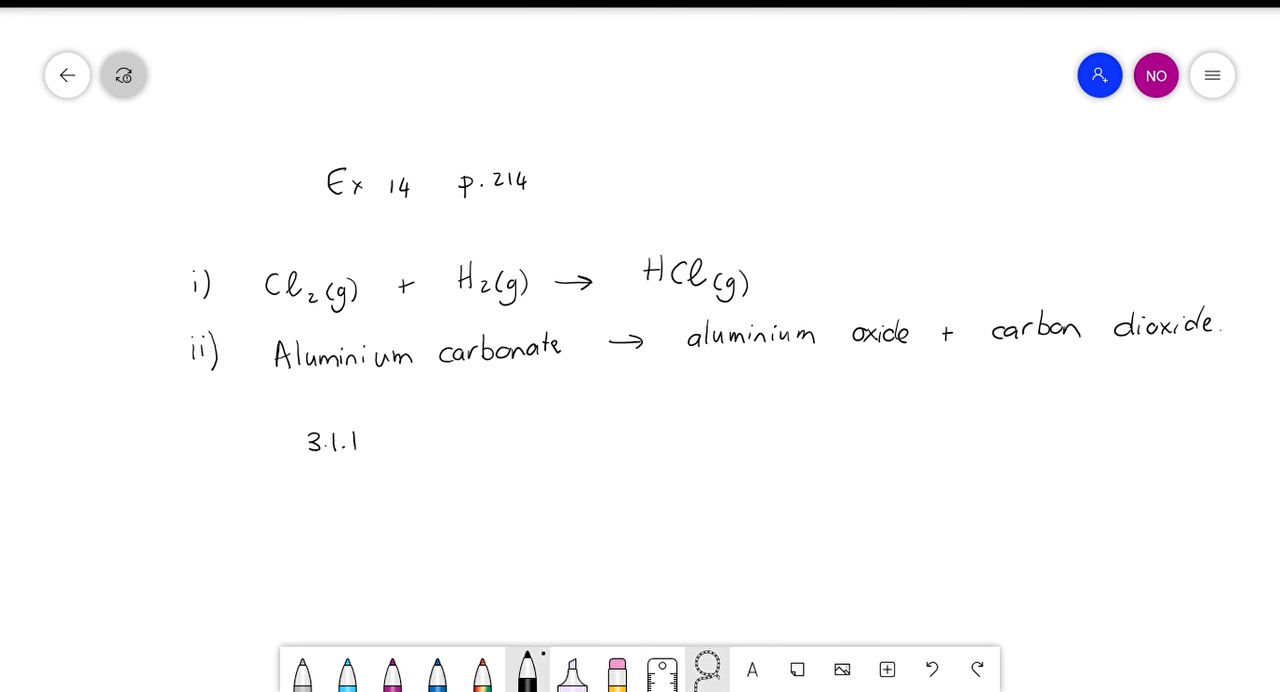 NO
Ex 14 p. 214
i) Cl₂(g) + H₂(g) → HCl(g)
ii) Aluminium carbonate → aluminium oxide + carbon dioxide.
3.1.1
A